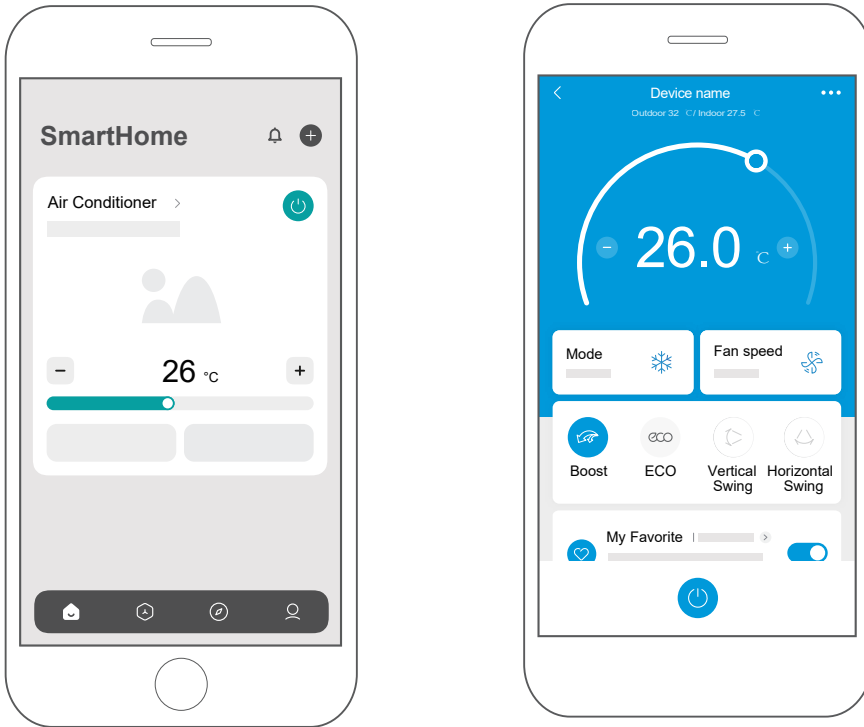 SmartHome
Air Conditioner
26 °C
Device name
Outdoor 32 ℃/ Indoor 27.5 ℃
26.0 ℃
Mode
Fan speed
eco
Boost
ECO
Vertical
Swing
Horizontal
Swing
My Favorite